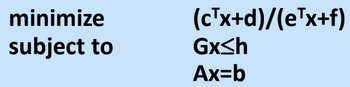 minimize (cᵀx+d)/(eᵀx+f)
subject to Gx≤h
Ax=b